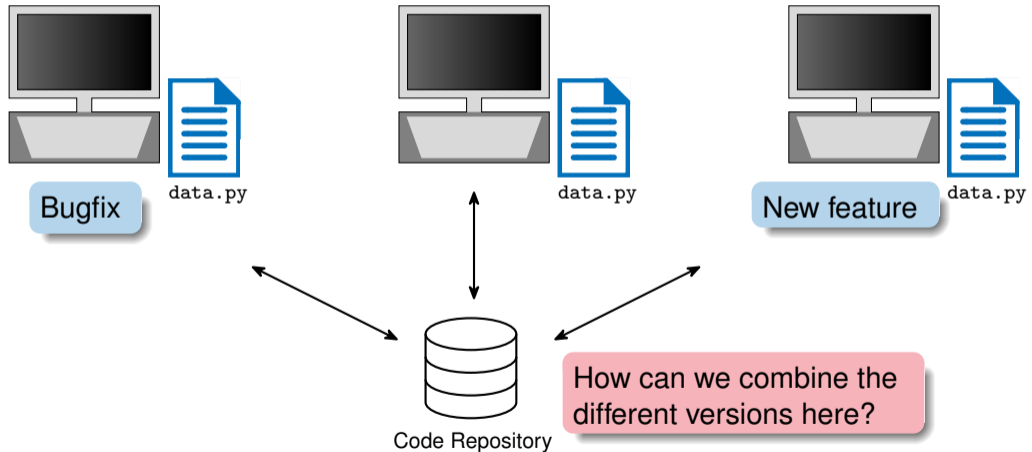 data.py
data.py
data.py
Bugfix
New feature
How can we combine the
different versions here?
Code Repository